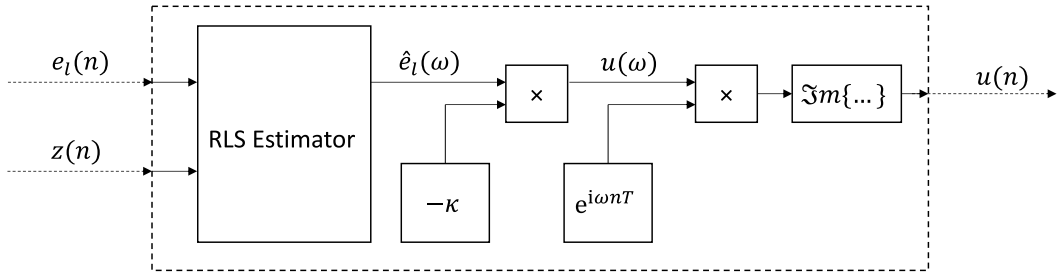 e_l(n)
z(n)
RLS Estimator
ê_l(ω)
−κ
×
u(ω)
e^{iωnT}
×
ℑm{…}
u(n)